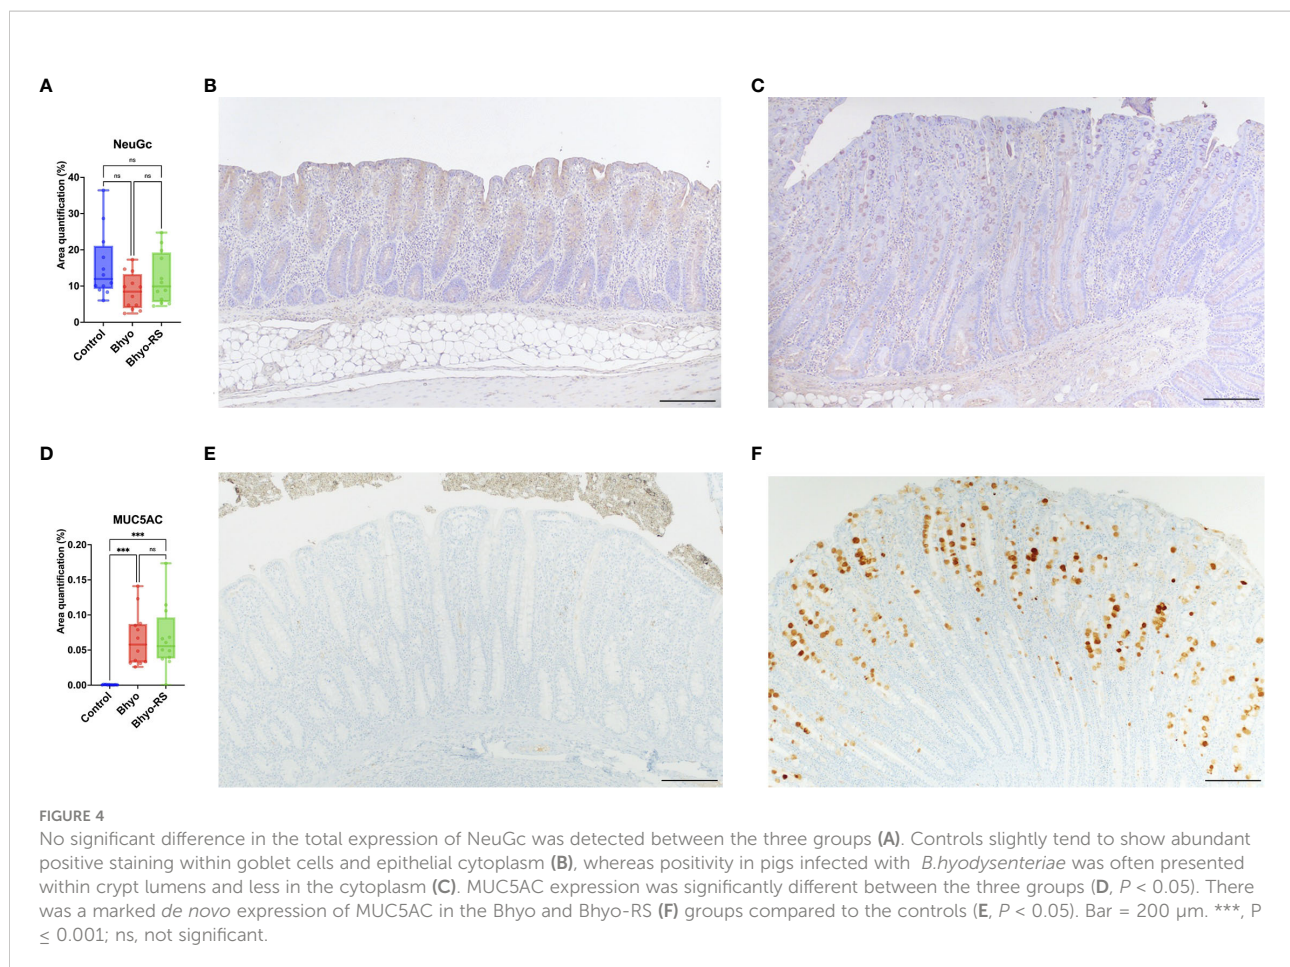 A
B
C
NeuGc
ns
ns
ns
Area quantification (%)
40
30
20
10
0
Control
Bhyo
Bhyo-RS
D
E
F
MUC5AC
***
***
ns
Area quantification (%)
0.20
0.15
0.10
0.05
0.00
Control
Bhyo
Bhyo-RS
FIGURE 4
No significant difference in the total expression of NeuGc was detected between the three groups (A). Controls slightly tend to show abundant
positive staining within goblet cells and epithelial cytoplasm (B), whereas positivity in pigs infected with B.hyodysenteriae was often presented
within crypt lumens and less in the cytoplasm (C). MUC5AC expression was significantly different between the three groups (D, P < 0.05). There
was a marked de novo expression of MUC5AC in the Bhyo and Bhyo-RS (F) groups compared to the controls (E, P < 0.05). Bar = 200 µm. ***, P
≤ 0.001; ns, not significant.